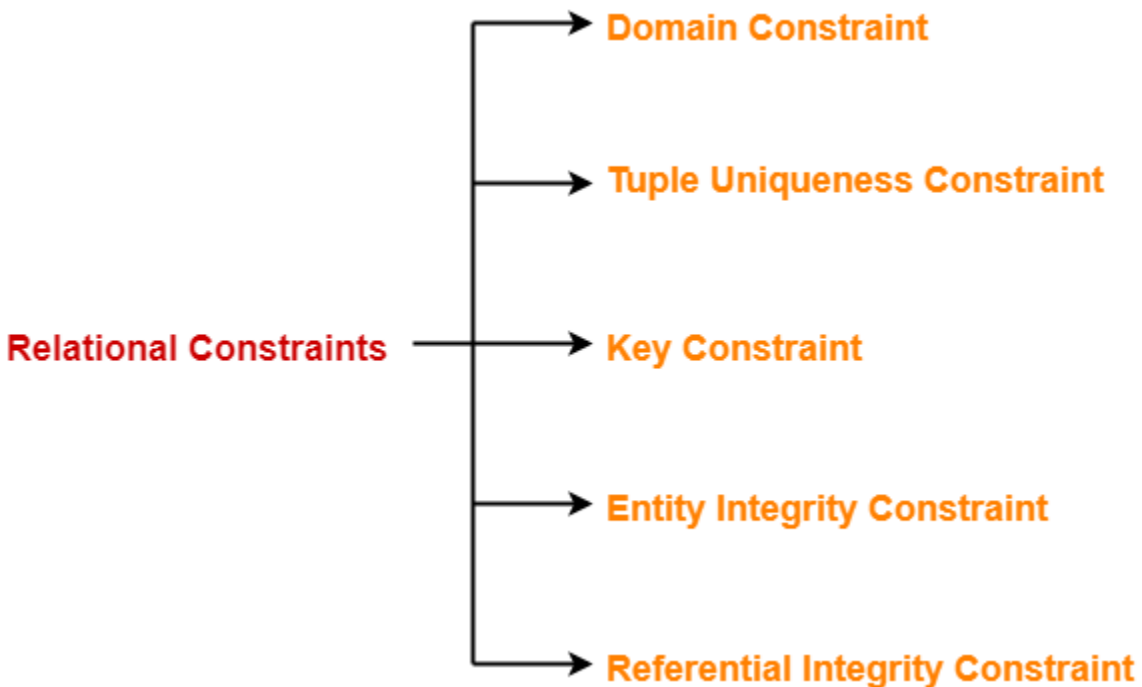 Domain Constraint
Tuple Uniqueness Constraint
Relational Constraints
Key Constraint
Entity Integrity Constraint
Referential Integrity Constraint